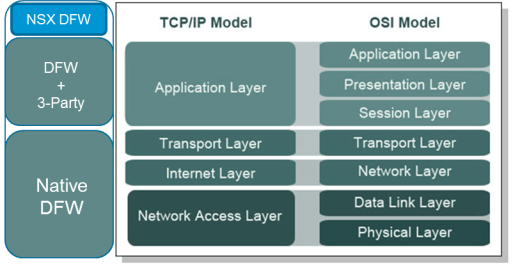 NSX DFW
DFW
+
3-Party
Native
DFW
TCP/IP Model
OSI Model
Application Layer
Application Layer
Presentation Layer
Session Layer
Transport Layer
Transport Layer
Internet Layer
Network Layer
Network Access Layer
Data Link Layer
Physical Layer